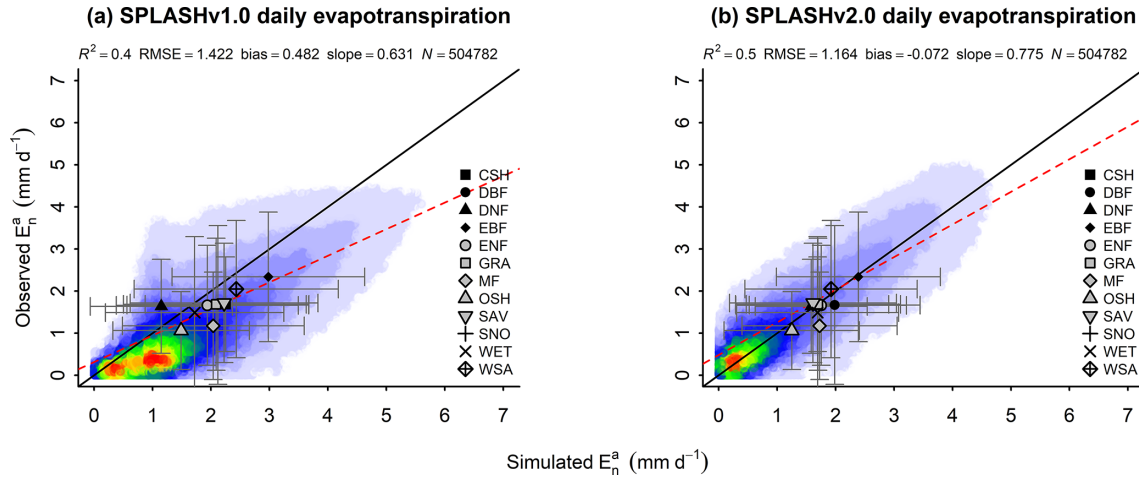 (a) SPLASHv1.0 daily evapotranspiration
R² = 0.4 RMSE = 1.422 bias = 0.482 slope = 0.631 N = 504782
Observed Eₙᵃ (mm d⁻¹)
7
6
5
4
3
2
1
0
CSH
DBF
DNF
EBF
ENF
GRA
MF
OSH
SAV
SNO
WET
WSA
0 1 2 3 4 5 6 7
(b) SPLASHv2.0 daily evapotranspiration
R² = 0.5 RMSE = 1.164 bias = -0.072 slope = 0.775 N = 504782
7
6
5
4
3
2
1
0
CSH
DBF
DNF
EBF
ENF
GRA
MF
OSH
SAV
SNO
WET
WSA
0 1 2 3 4 5 6 7
Simulated Eₙᵃ (mm d⁻¹)